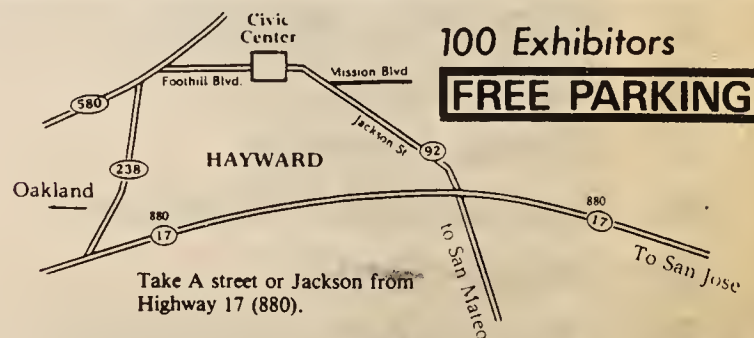 Civic
Center
100 Exhibitors
FREE PARKING
Foothill Blvd.
Mission Blvd
580
Jackson St
92
238
HAYWARD
Oakland
880
17
880
17
to San Mateo
To San Jose
Take A street or Jackson from
Highway 17 (880).